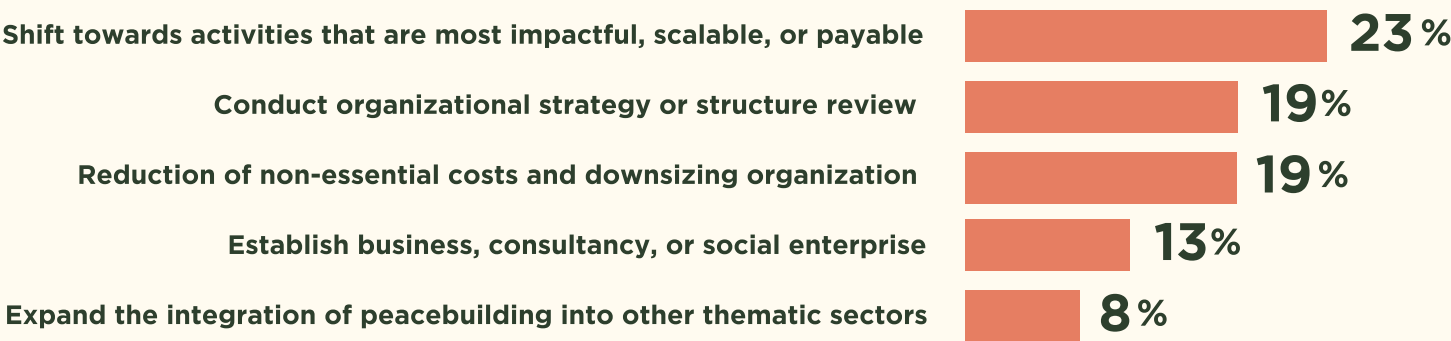 Shift towards activities that are most impactful, scalable, or payable 23%
Conduct organizational strategy or structure review 19%
Reduction of non-essential costs and downsizing organization 19%
Establish business, consultancy, or social enterprise 13%
Expand the integration of peacebuilding into other thematic sectors 8%